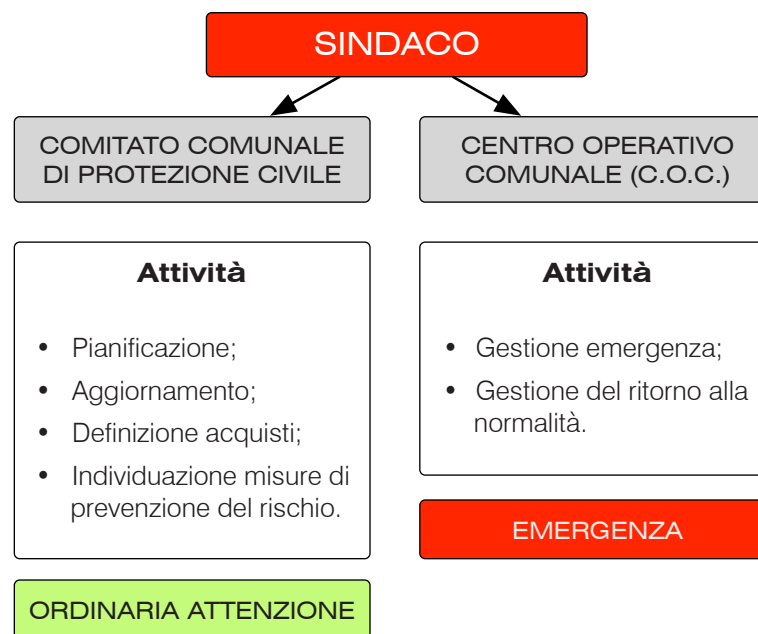 SINDACO
COMITATO COMUNALE
DI PROTEZIONE CIVILE
Attività
• Pianificazione;
• Aggiornamento;
• Definizione acquisti;
• Individuazione misure di
prevenzione del rischio.
ORDINARIA ATTENZIONE
CENTRO OPERATIVO
COMUNALE (C.O.C.)
Attività
• Gestione emergenza;
• Gestione del ritorno alla
normalità.
EMERGENZA